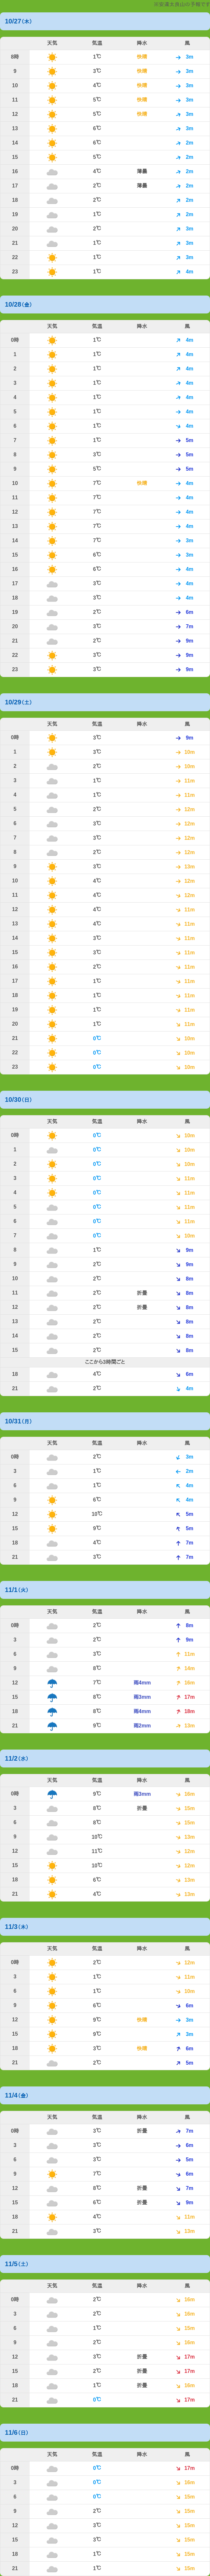 10/27(木)
天気 気温 降水 風
8時 1℃ 快晴 3m
9 3℃ 快晴 3m
10 4℃ 快晴 3m
11 5℃ 快晴 3m
12 5℃ 快晴 3m
13 6℃ 3m
14 6℃ 2m
15 5℃ 2m
16 4℃ 薄曇 2m
17 2℃ 薄曇 2m
18 2℃ 2m
19 1℃ 2m
20 2℃ 3m
21 1℃ 3m
22 1℃ 3m
23 1℃ 4m
10/28(金)
天気 気温 降水 風
0時 1℃ 4m
1 1℃ 4m
2 1℃ 4m
3 1℃ 4m
4 1℃ 4m
5 1℃ 4m
6 1℃ 4m
7 1℃ 5m
8 3℃ 5m
9 5℃ 5m
10 7℃ 快晴 4m
11 7℃ 4m
12 7℃ 4m
13 7℃ 4m
14 7℃ 3m
15 6℃ 3m
16 6℃ 4m
17 3℃ 4m
18 3℃ 4m
19 2℃ 6m
20 3℃ 7m
21 2℃ 9m
22 3℃ 9m
23 3℃ 9m
10/29(土)
天気 気温 降水 風
0時 3℃ 9m
1 3℃ 10m
2 2℃ 10m
3 1℃ 11m
4 1℃ 11m
5 2℃ 12m
6 3℃ 12m
7 3℃ 12m
8 2℃ 12m
9 3℃ 13m
10 4℃ 12m
11 4℃ 12m
12 4℃ 11m
13 4℃ 11m
14 3℃ 11m
15 3℃ 11m
16 2℃ 11m
17 1℃ 11m
18 1℃ 11m
19 1℃ 11m
20 1℃ 11m
21 0℃ 10m
22 0℃ 10m
23 0℃ 10m
10/30(日)
天気 気温 降水 風
0時 0℃ 10m
1 0℃ 10m
2 0℃ 10m
3 0℃ 11m
4 0℃ 11m
5 0℃ 11m
6 0℃ 11m
7 0℃ 10m
8 1℃ 9m
9 2℃ 9m
10 2℃ 8m
11 2℃ 折曇 8m
12 2℃ 折曇 8m
13 2℃ 8m
14 2℃ 8m
15 2℃ 8m
ここから3時間ごと
18 4℃ 6m
21 2℃ 4m
10/31(月)
天気 気温 降水 風
0時 2℃ 3m
3 1℃ 2m
6 1℃ 4m
9 6℃ 4m
12 10℃ 5m
15 9℃ 5m
18 4℃ 7m
21 3℃ 7m
11/1(火)
天気 気温 降水 風
0時 2℃ 8m
3 2℃ 9m
6 3℃ 11m
9 8℃ 14m
12 7℃ 雨4mm 16m
15 8℃ 雨3mm 17m
18 8℃ 雨4mm 18m
21 9℃ 雨2mm 13m
11/2(水)
天気 気温 降水 風
0時 9℃ 雨3mm 16m
3 8℃ 折曇 15m
6 8℃ 15m
9 10℃ 13m
12 11℃ 12m
15 10℃ 12m
18 6℃ 13m
21 4℃ 13m
11/3(木)
天気 気温 降水 風
0時 2℃ 12m
3 1℃ 11m
6 1℃ 10m
9 6℃ 6m
12 9℃ 快晴 3m
15 9℃ 3m
18 3℃ 快晴 6m
21 2℃ 5m
11/4(金)
天気 気温 降水 風
0時 3℃ 折曇 7m
3 3℃ 6m
6 3℃ 5m
9 7℃ 6m
12 8℃ 折曇 7m
15 6℃ 折曇 9m
18 4℃ 11m
21 3℃ 13m
11/5(土)
天気 気温 降水 風
0時 2℃ 16m
3 2℃ 16m
6 1℃ 15m
9 2℃ 16m
12 3℃ 折曇 17m
15 2℃ 折曇 17m
18 1℃ 折曇 16m
21 0℃ 17m
11/6(日)
天気 気温 降水 風
0時 0℃ 17m
3 0℃ 16m
6 0℃ 15m
9 2℃ 15m
12 3℃ 15m
15 3℃ 15m
18 1℃ 15m
21 1℃ 15m